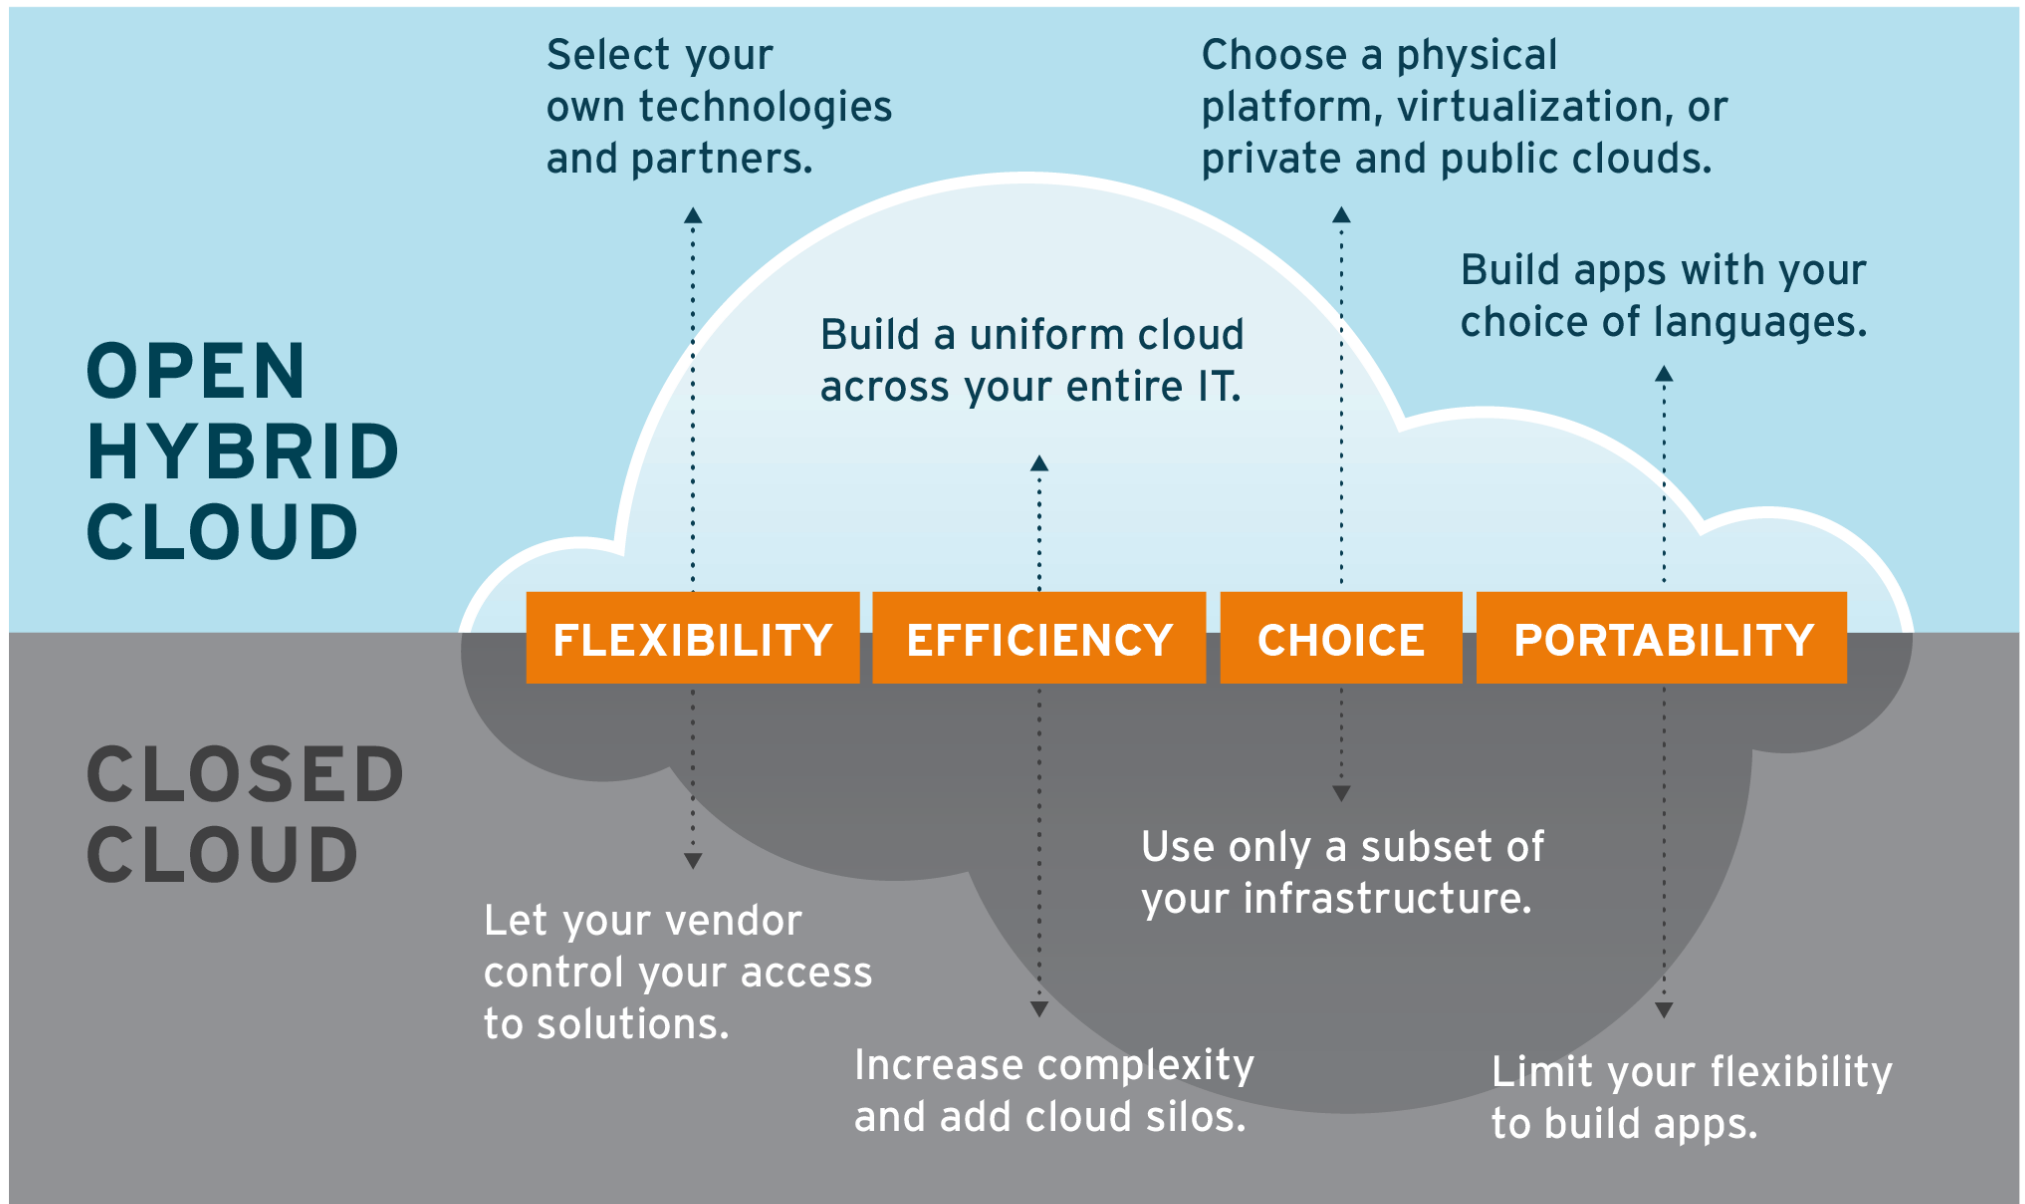 Select your
own technologies
and partners.
Choose a physical
platform, virtualization, or
private and public clouds.
Build a uniform cloud
across your entire IT.
Build apps with your
choice of languages.
OPEN
HYBRID
CLOUD
FLEXIBILITY
EFFICIENCY
CHOICE
PORTABILITY
CLOSED
CLOUD
Let your vendor
control your access
to solutions.
Increase complexity
and add cloud silos.
Use only a subset of
your infrastructure.
Limit your flexibility
to build apps.